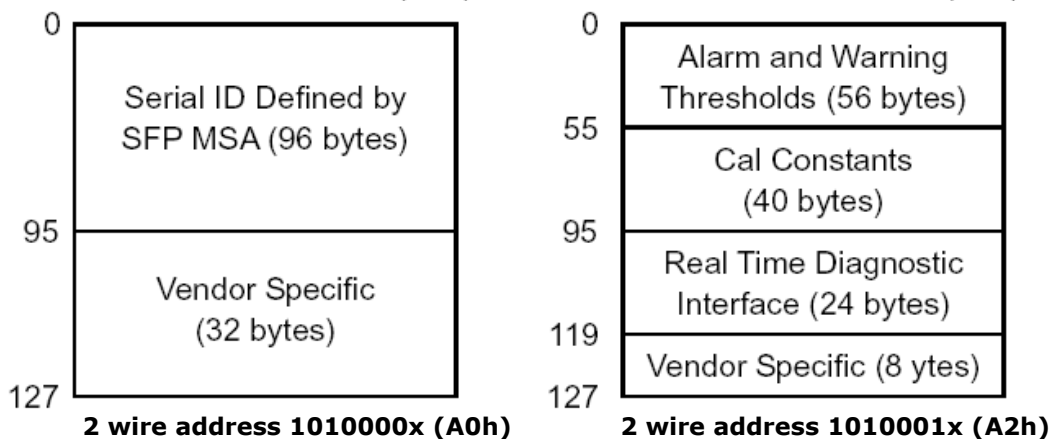 0
Serial ID Defined by
SFP MSA (96 bytes)
95
Vendor Specific
(32 bytes)
127
2 wire address 1010000x (A0h)
0
Alarm and Warning
Thresholds (56 bytes)
55
Cal Constants
(40 bytes)
95
Real Time Diagnostic
Interface (24 bytes)
119
Vendor Specific (8 ytes)
127
2 wire address 1010001x (A2h)